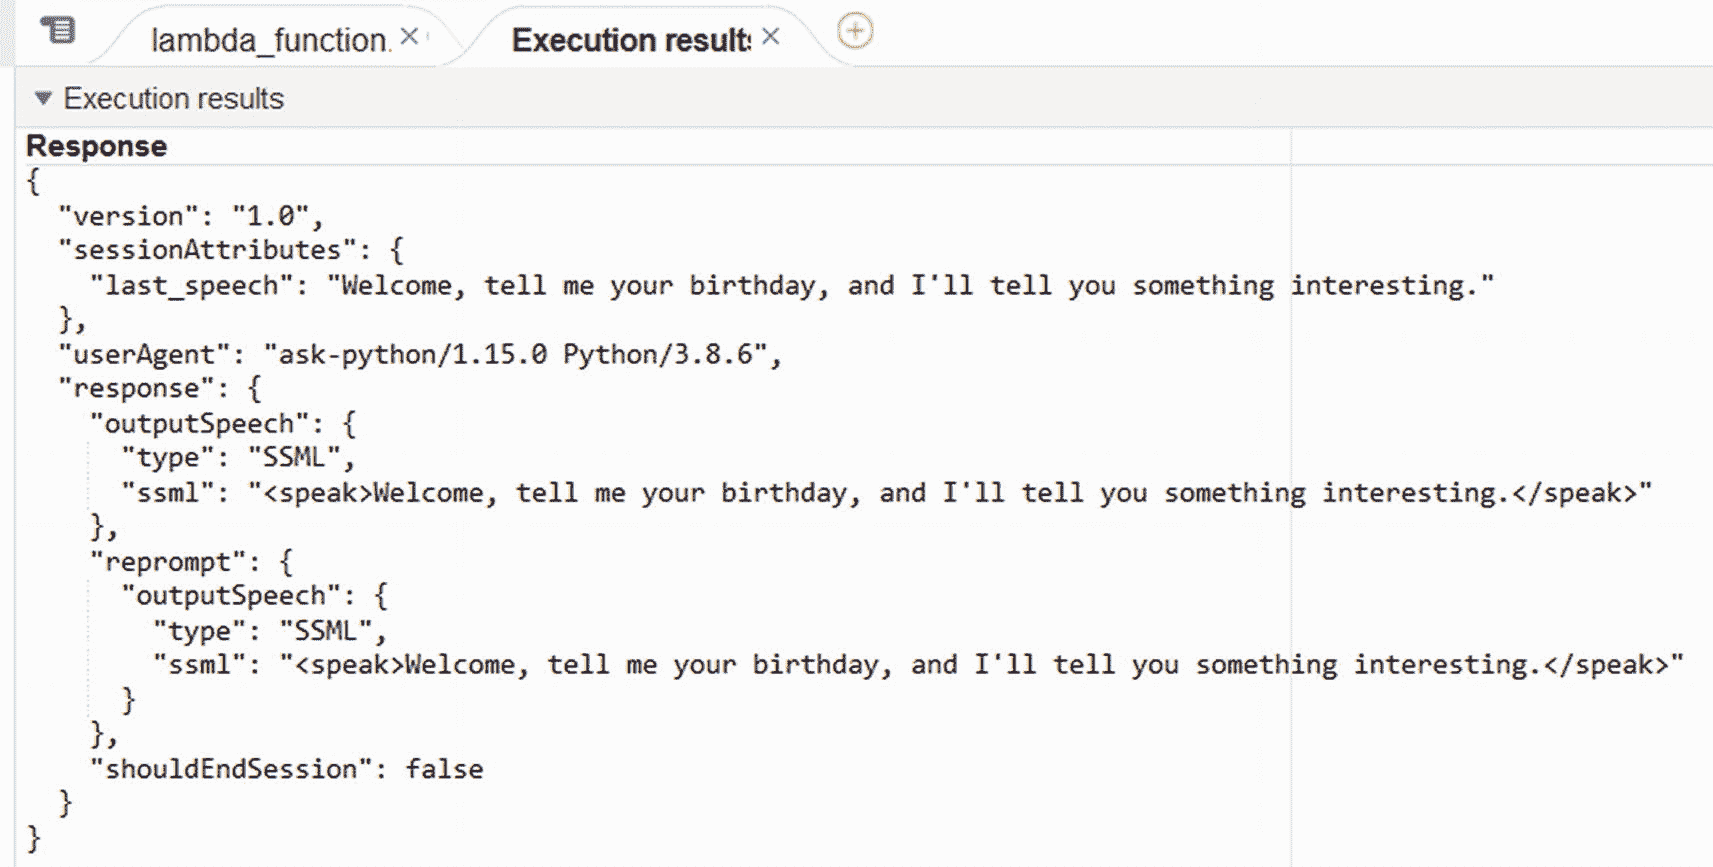 lambda_function. Execution results
Execution results
Response
{
  "version": "1.0",
  "sessionAttributes": {
    "last_speech": "Welcome, tell me your birthday, and I'll tell you something interesting."
  },
  "userAgent": "ask-python/1.15.0 Python/3.8.6",
  "response": {
    "outputSpeech": {
      "type": "SSML",
      "ssml": "<speak>Welcome, tell me your birthday, and I'll tell you something interesting.</speak>"
    },
    "reprompt": {
      "outputSpeech": {
        "type": "SSML",
        "ssml": "<speak>Welcome, tell me your birthday, and I'll tell you something interesting.</speak>"
      }
    },
    "shouldEndSession": false
  }
}